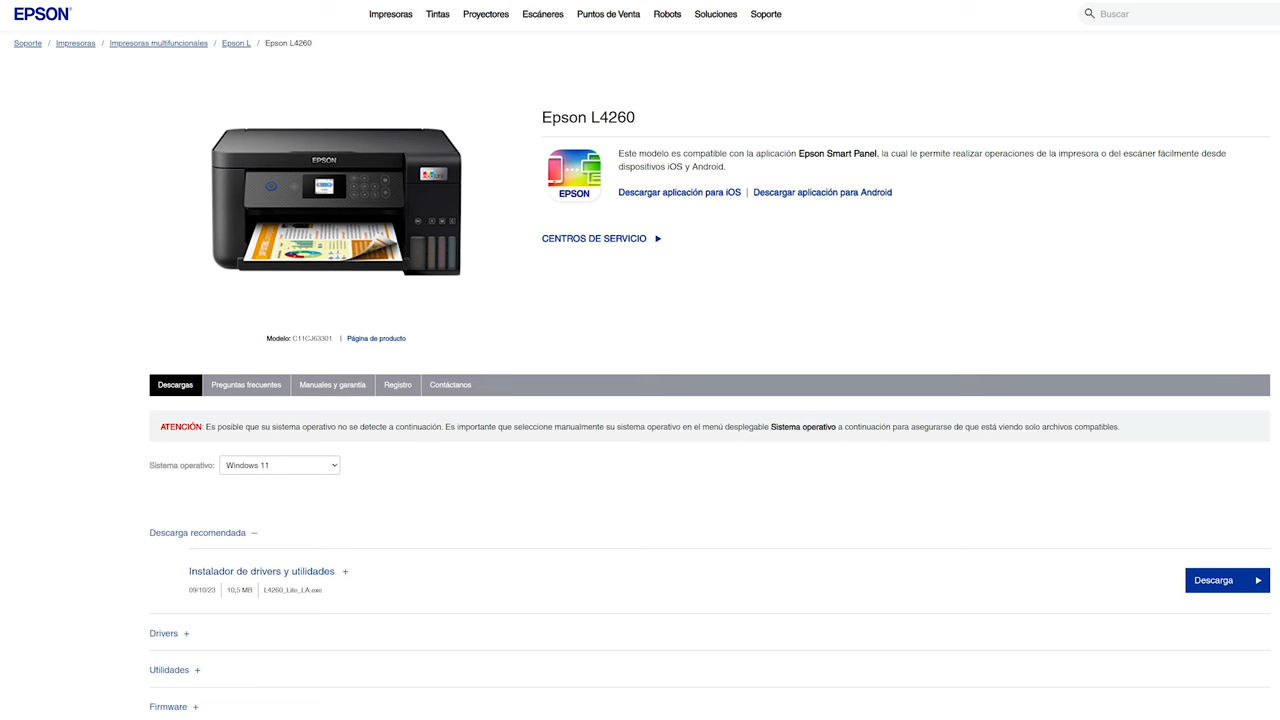 EPSON
Impresoras Tintas Proyectores Escáneres Puntos de Venta Robots Soluciones Soporte
Buscar
Soporte / Impresoras / Impresoras multifuncionales / Epson L / Epson L4260
EPSON
Epson L4260
EPSON
Este modelo es compatible con la aplicación Epson Smart Panel, la cual le permite realizar operaciones de la impresora o del escáner fácilmente desde
dispositivos iOS y Android.
Descargar aplicación para iOS | Descargar aplicación para Android
CENTROS DE SERVICIO
Modelo: C11CJ63301 | Página de producto
Descargas Preguntas frecuentes Manuales y garantía Registro Contáctanos
ATENCIÓN: Es posible que su sistema operativo no se detecte a continuación. Es importante que seleccione manualmente su sistema operativo en el menú desplegable Sistema operativo a continuación para asegurarse de que está viendo solo archivos compatibles.
Sistema operativo: Windows 11
Descarga recomendada –
Instalador de drivers y utilidades +
09/10/23 | 10,5 MB | L4260_Lite_LA.exe
Descarga
Drivers +
Utilidades +
Firmware +